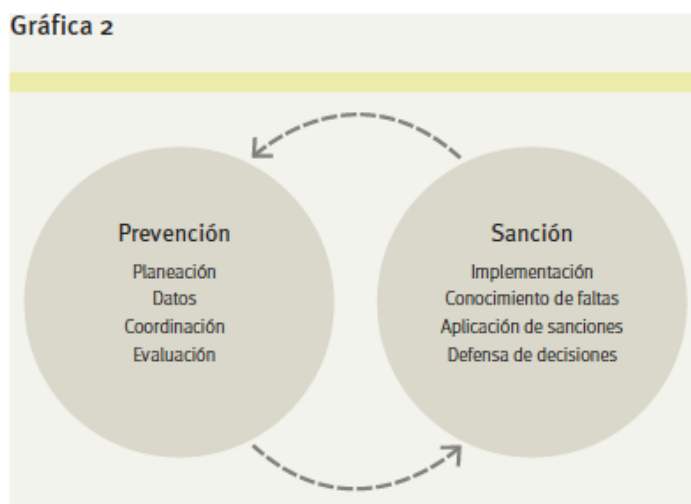 Gráfica 2
Prevención
Planeación
Datos
Coordinación
Evaluación
Sanción
Implementación
Conocimiento de faltas
Aplicación de sanciones
Defensa de decisiones